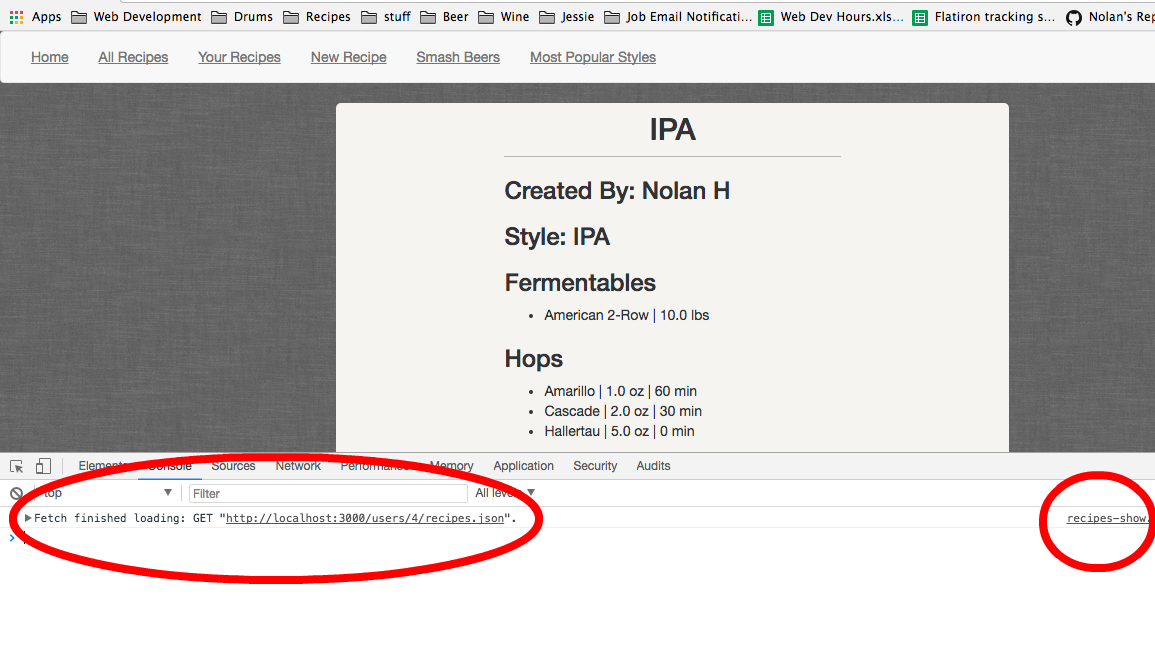 Apps Web Development Drums Recipes stuff Beer Wine Jessie Job Email Notificati... Web Dev Hours.xls... Flatiron tracking s... Nolan's Rep
Home All Recipes Your Recipes New Recipe Smash Beers Most Popular Styles
IPA
Created By: Nolan H
Style: IPA
Fermentables
• American 2-Row | 10.0 lbs
Hops
• Amarillo | 1.0 oz | 60 min
• Cascade | 2.0 oz | 30 min
• Hallertau | 5.0 oz | 0 min
Elements Console Sources Network Performance Memory Application Security Audits
top Filter All levels
Fetch finished loading: GET "http://localhost:3000/users/4/recipes.json". recipes-show.